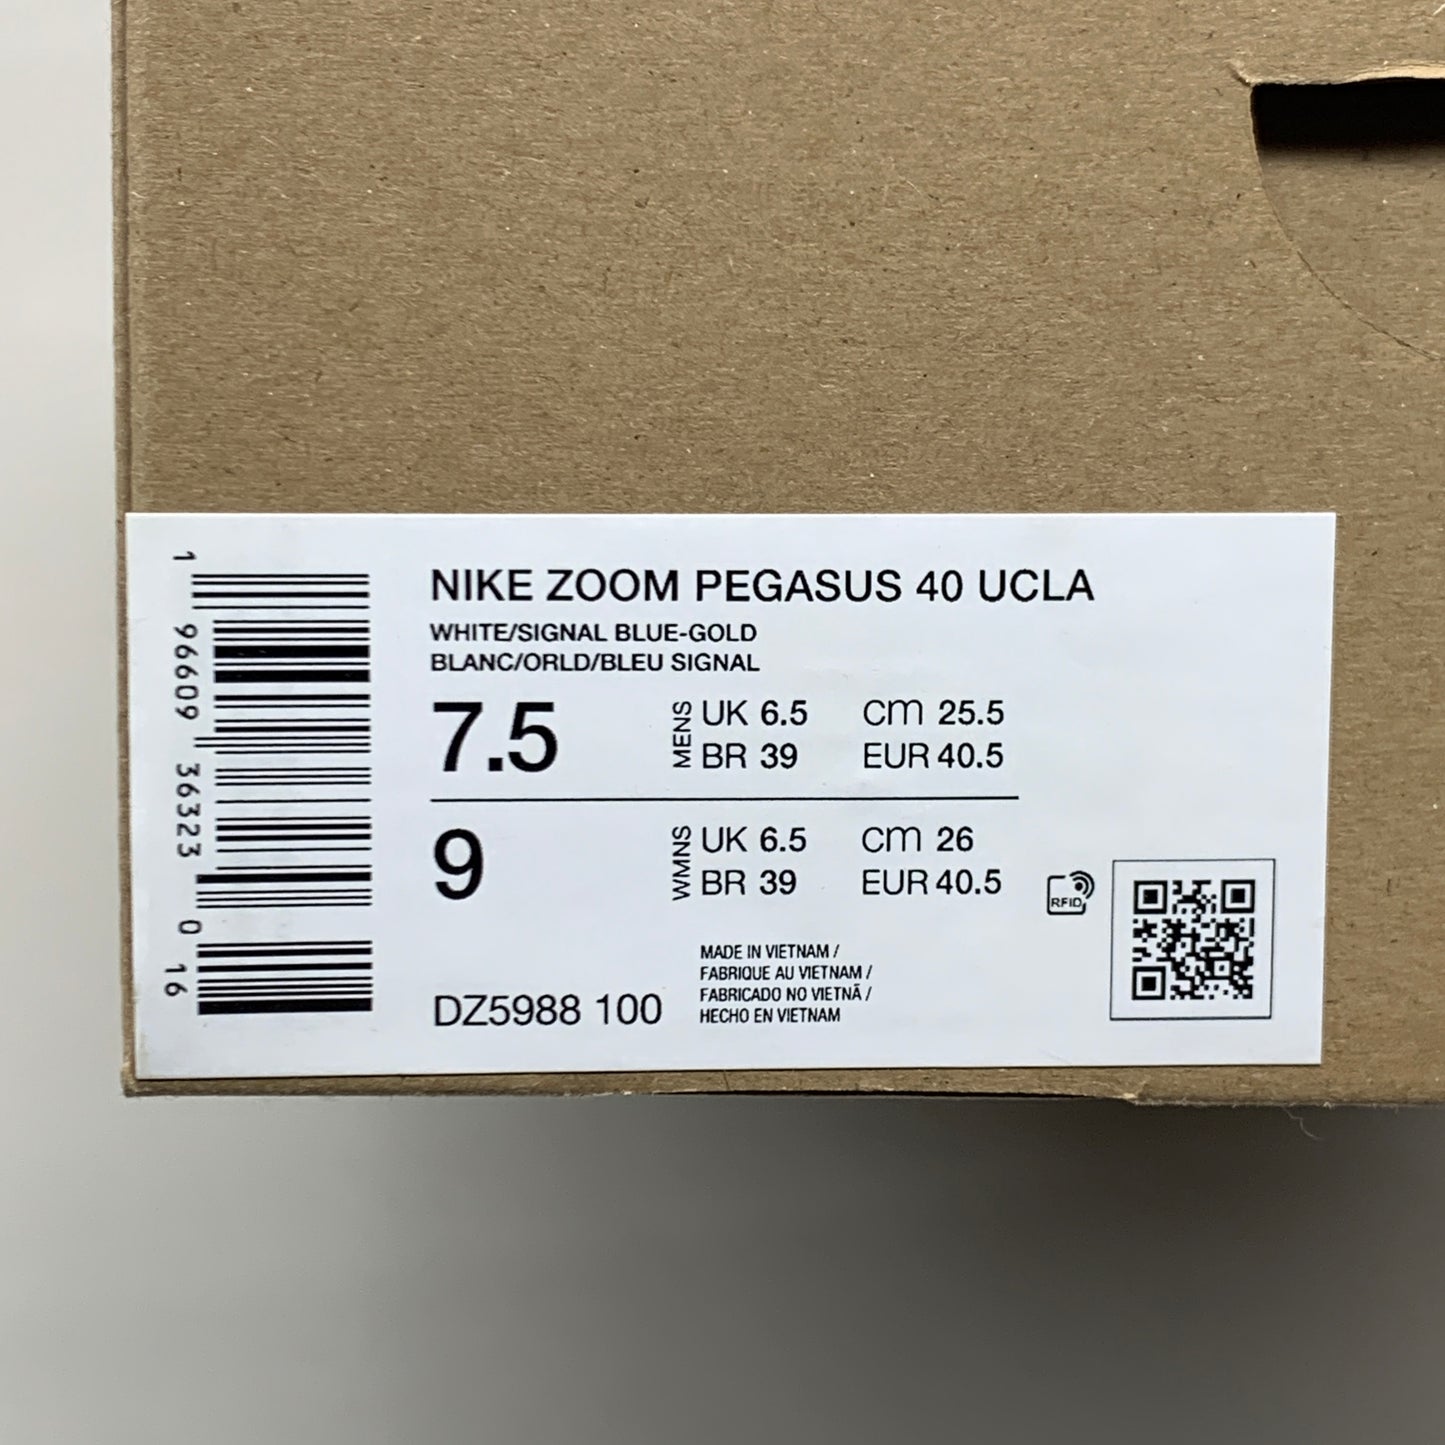 NIKE ZOOM PEGASUS 40 UCLA
WHITE/SIGNAL BLUE-GOLD
BLANC/ORLD/BLEU SIGNAL
7.5 MENS UK 6.5 CM 25.5
BR 39 EUR 40.5
9 WMNS UK 6.5 CM 26
BR 39 EUR 40.5
RFID
MADE IN VIETNAM /
FABRIQUE AU VIETNAM /
FABRICADO NO VIETNÃ /
HECHO EN VIETNAM
DZ5988 100
1 96609 36323 0 16